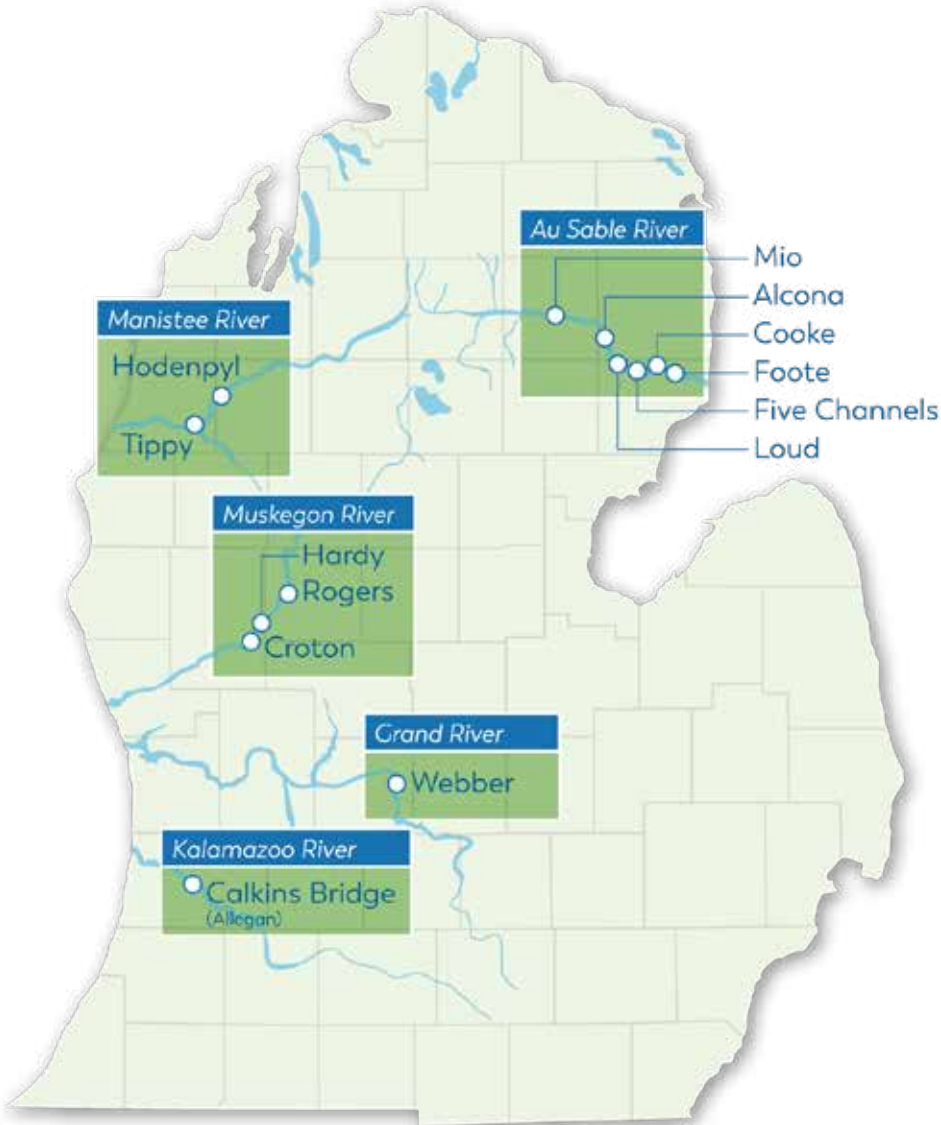 Au Sable River
Mio
Alcona
Cooke
Foote
Five Channels
Loud
Manistee River
Hodenpyl
Tippy
Muskegon River
Hardy
Rogers
Croton
Grand River
Webber
Kalamazoo River
Calkins Bridge
(Allegan)